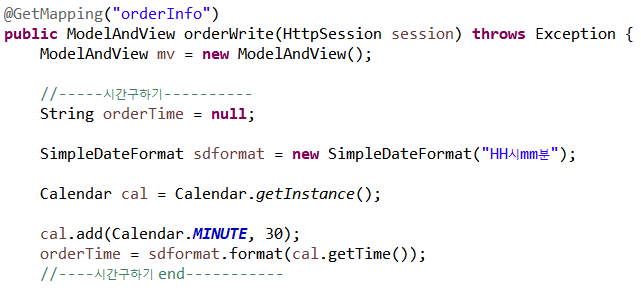 @GetMapping("orderInfo")
public ModelAndView orderWrite(HttpSession session) throws Exception {
    ModelAndView mv = new ModelAndView();

    //-----시간구하기----------
    String orderTime = null;

    SimpleDateFormat sdformat = new SimpleDateFormat("HH시mm분");

    Calendar cal = Calendar.getInstance();

    cal.add(Calendar.MINUTE, 30);
    orderTime = sdformat.format(cal.getTime());
    //----시간구하기 end-----------